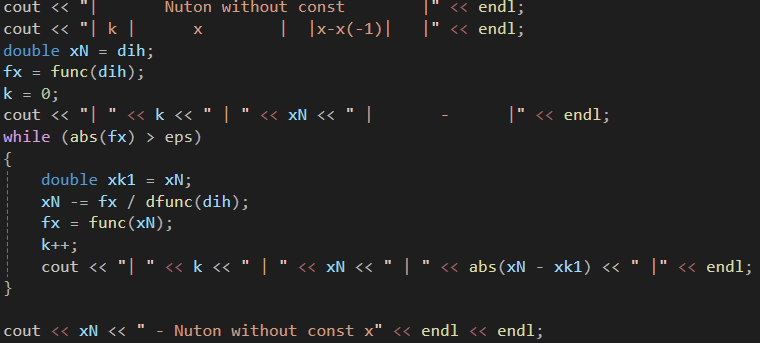 cout << "|       Nuton without const        |" << endl;
cout << "| k |      x        |  |x-x(-1)|   |" << endl;
double xN = dih;
fx = func(dih);
k = 0;
cout << "| " << k << " | " << xN << " |       -      |" << endl;
while (abs(fx) > eps)
{
    double xk1 = xN;
    xN -= fx / dfunc(dih);
    fx = func(xN);
    k++;
    cout << "| " << k << " | " << xN << " | " << abs(xN - xk1) << " |" << endl;
}
cout << xN << " - Nuton without const x" << endl << endl;